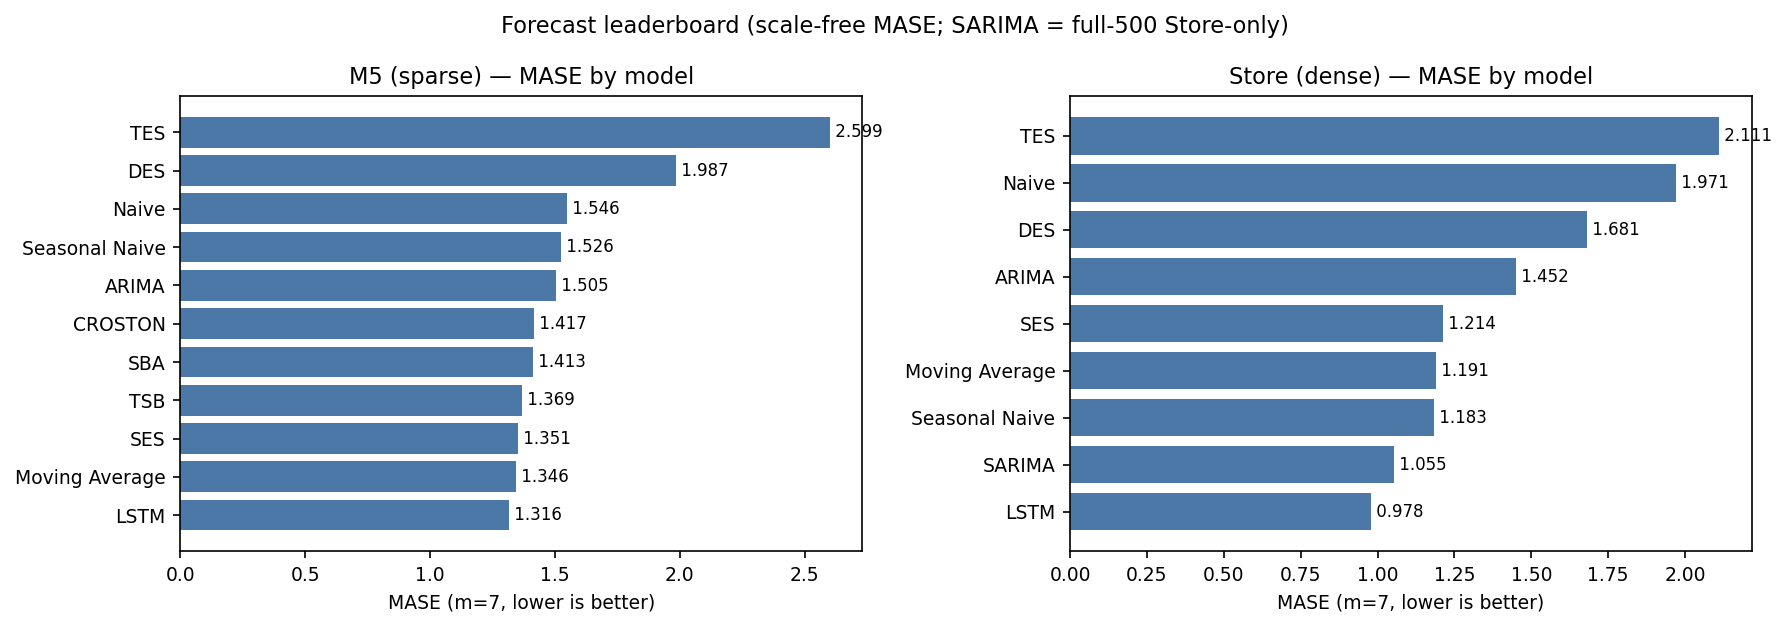 Forecast leaderboard (scale-free MASE; SARIMA = full-500 Store-only)
M5 (sparse) — MASE by model
TES 2.599
DES 1.987
Naive 1.546
Seasonal Naive 1.526
ARIMA 1.505
CROSTON 1.417
SBA 1.413
TSB 1.369
SES 1.351
Moving Average 1.346
LSTM 1.316
0.0 0.5 1.0 1.5 2.0 2.5
MASE (m=7, lower is better)
Store (dense) — MASE by model
TES 2.111
Naive 1.971
DES 1.681
ARIMA 1.452
SES 1.214
Moving Average 1.191
Seasonal Naive 1.183
SARIMA 1.055
LSTM 0.978
0.00 0.25 0.50 0.75 1.00 1.25 1.50 1.75 2.00
MASE (m=7, lower is better)